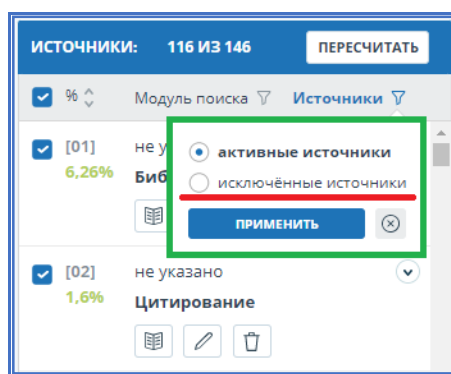 ИСТОЧНИКИ: 116 ИЗ 146 ПЕРЕСЧИТАТЬ
% Модуль поиска Источники
[01] не у
активные источники
6,26% Биб
исключённые источники
ПРИМЕНИТЬ
[02] не указано
1,6% Цитирование